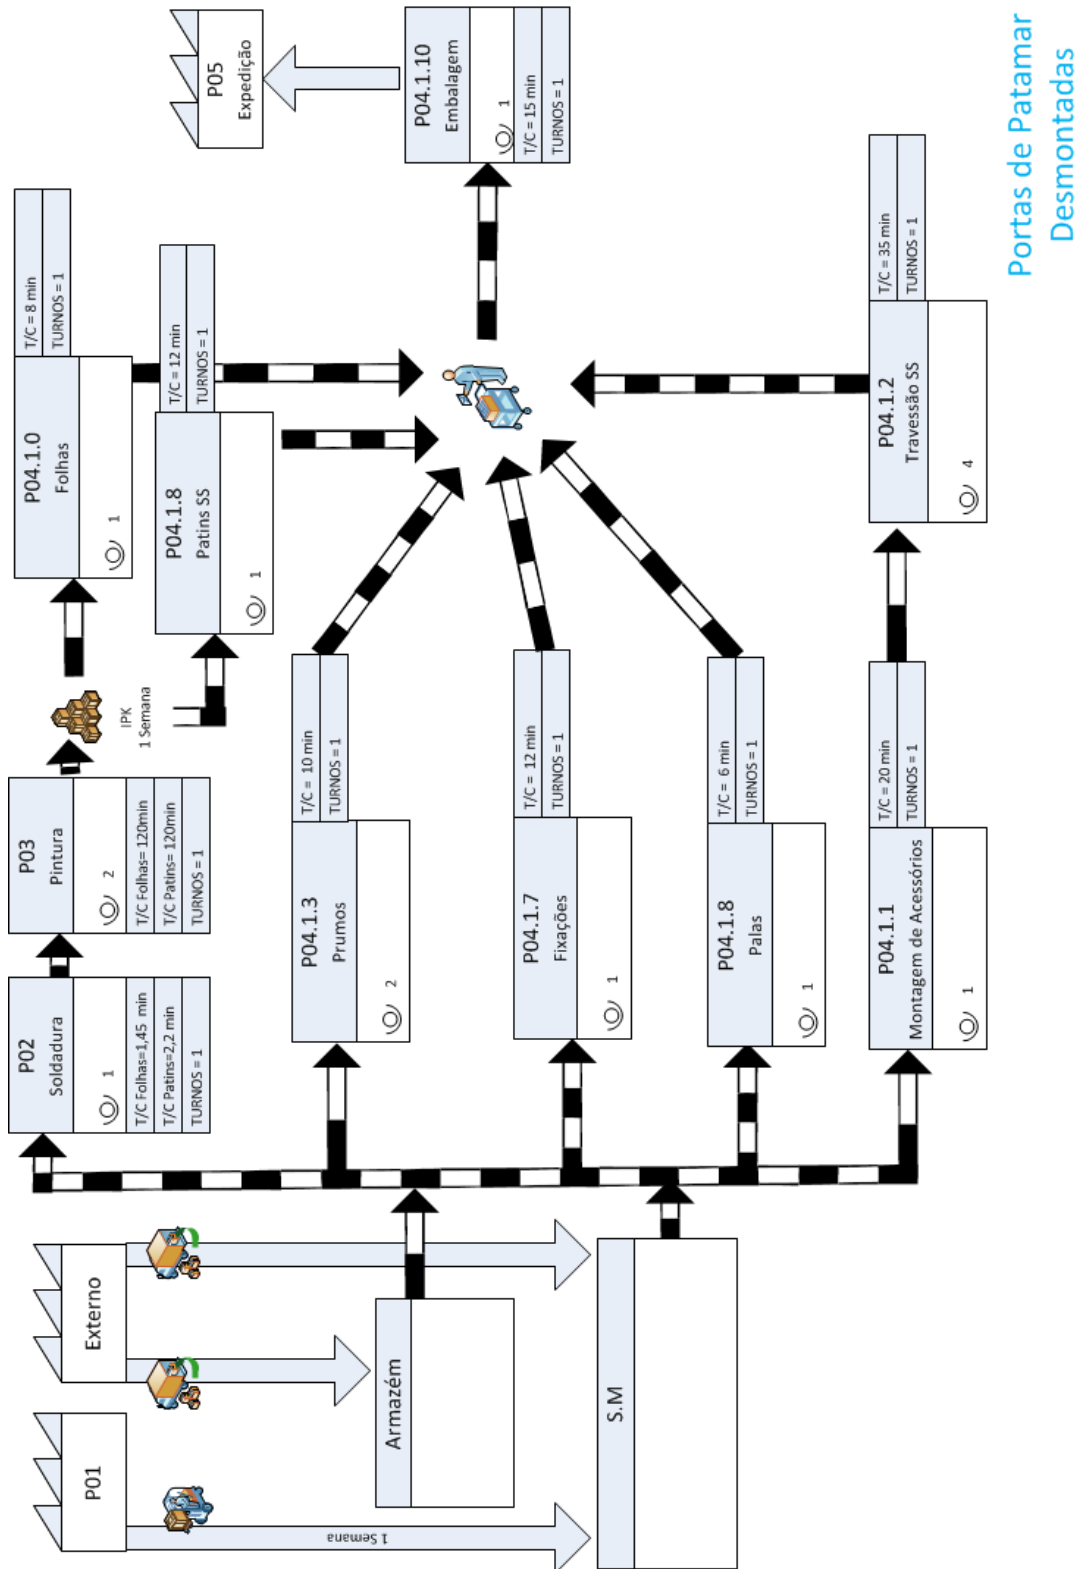 Portas de Patamar
Desmontadas
P01
1 Semana
Externo
Armazém
S.M
P02
Soldadura
1
T/C Folhas=1,45 min
T/C Patins=2,2 min
TURNOS = 1
P03
Pintura
2
T/C Folhas= 120min
T/C Patins= 120min
TURNOS = 1
IPK
1 Semana
P04.1.0
Folhas
1
T/C = 8 min
TURNOS = 1
P04.1.8
Patins SS
1
T/C = 12 min
TURNOS = 1
P04.1.3
Prumos
2
T/C = 10 min
TURNOS = 1
P04.1.7
Fixações
1
T/C = 12 min
TURNOS = 1
P04.1.8
Palas
1
T/C = 6 min
TURNOS = 1
P04.1.1
Montagem de Acessórios
1
T/C = 20 min
TURNOS = 1
P04.1.2
Travessão SS
4
T/C = 35 min
TURNOS = 1
P04.1.10
Embalagem
1
T/C = 15 min
TURNOS = 1
P05
Expedição